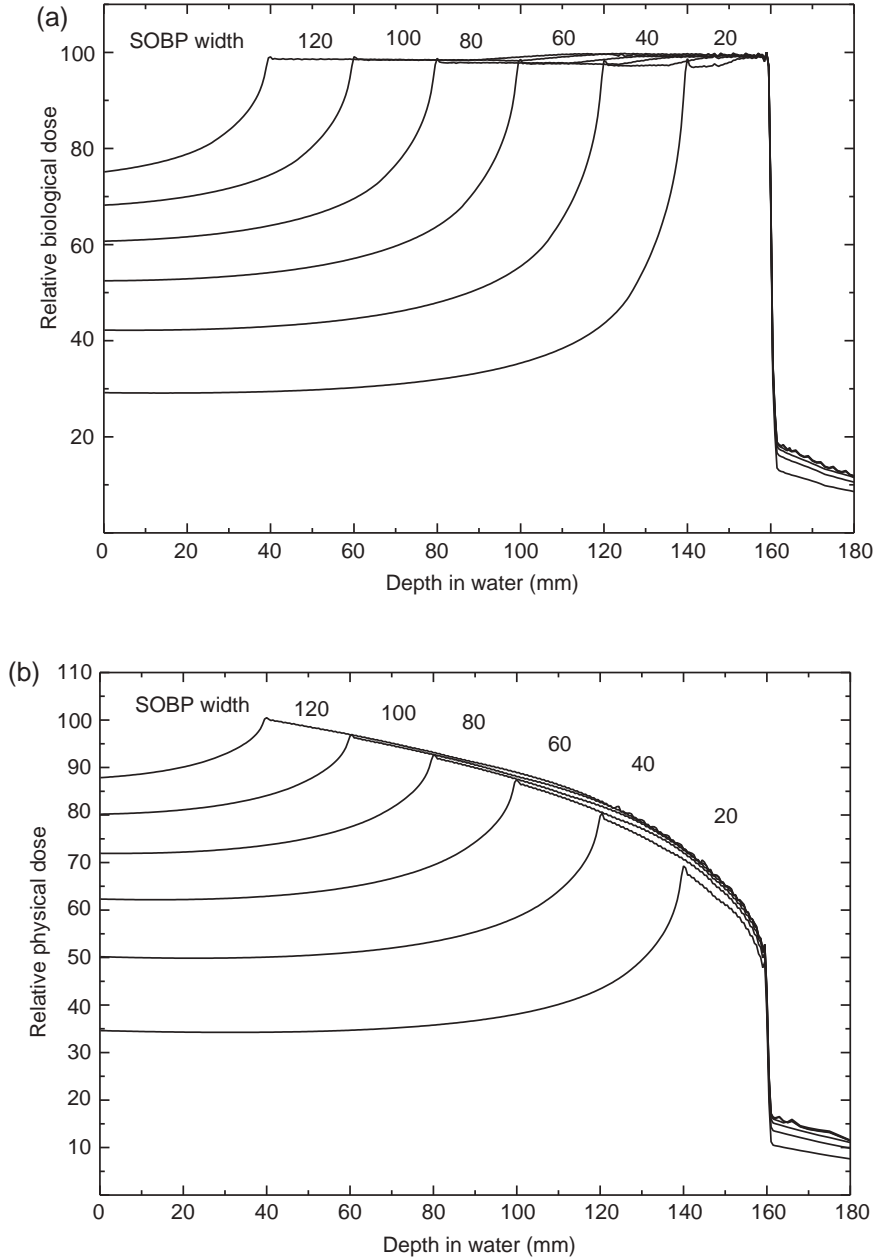 (a)
SOBP width 120 100 80 60 40 20
100
80
60
40
20
Relative biological dose
0 20 40 60 80 100 120 140 160 180
Depth in water (mm)
(b)
110
SOBP width 120 100 80 60 40 20
100
90
80
70
60
50
40
30
20
10
Relative physical dose
0 20 40 60 80 100 120 140 160 180
Depth in water (mm)